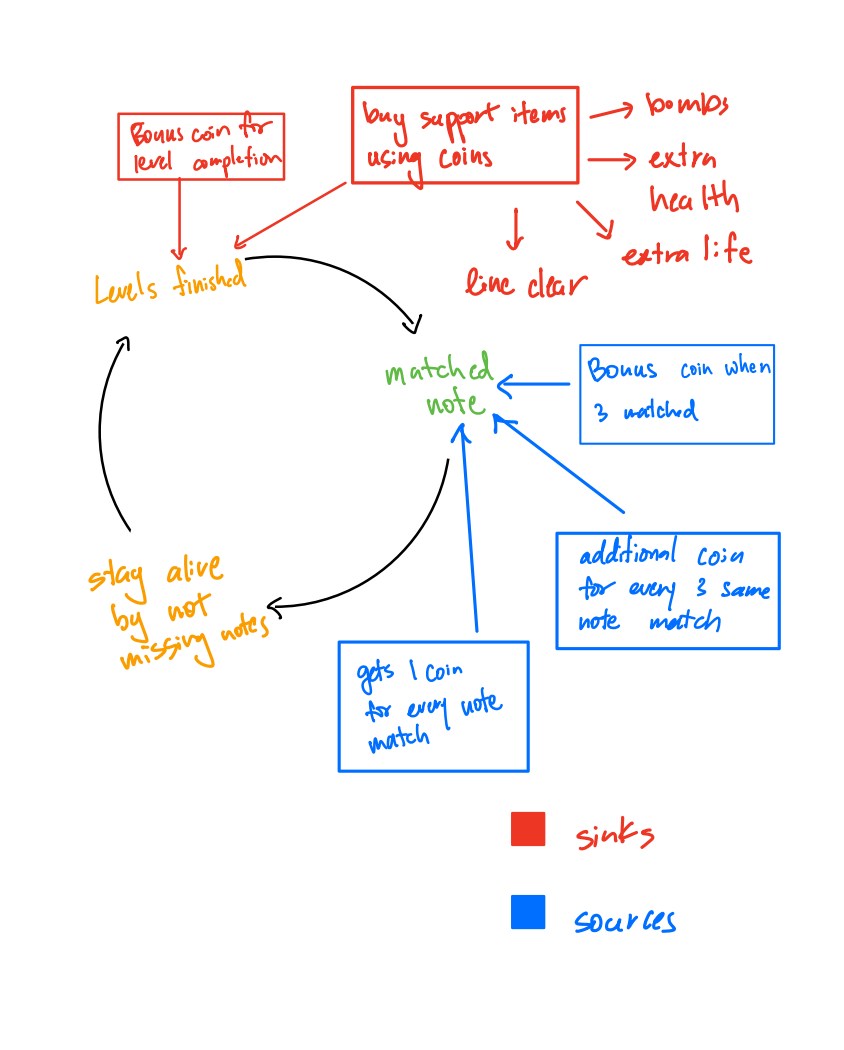 Bonus coin for
level completion
buy support items
using coins
bombs
extra
health
extra life
line clear
Levels finished
matched
note
Bonus coin when
3 matched
additional coin
for every 3 same
note match
stay alive
by not
missing notes
gets 1 coin
for every note
match
sinks
sources